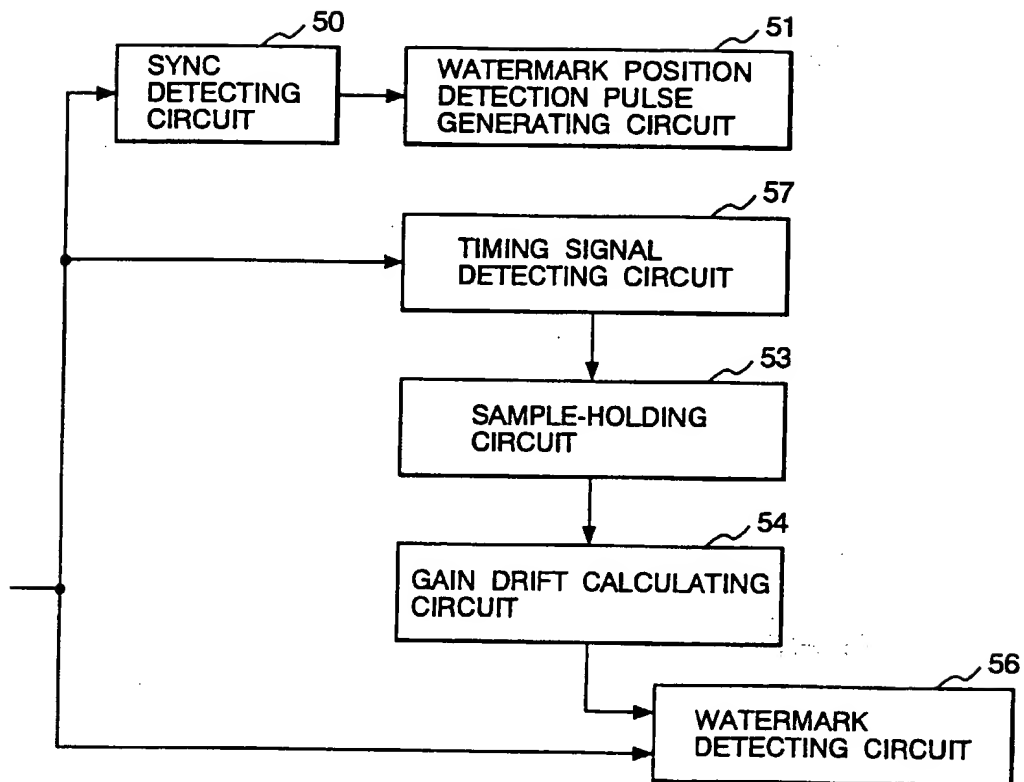 50
SYNC
DETECTING
CIRCUIT
51
WATERMARK POSITION
DETECTION PULSE
GENERATING CIRCUIT
57
TIMING SIGNAL
DETECTING CIRCUIT
53
SAMPLE-HOLDING
CIRCUIT
54
GAIN DRIFT CALCULATING
CIRCUIT
56
WATERMARK
DETECTING CIRCUIT